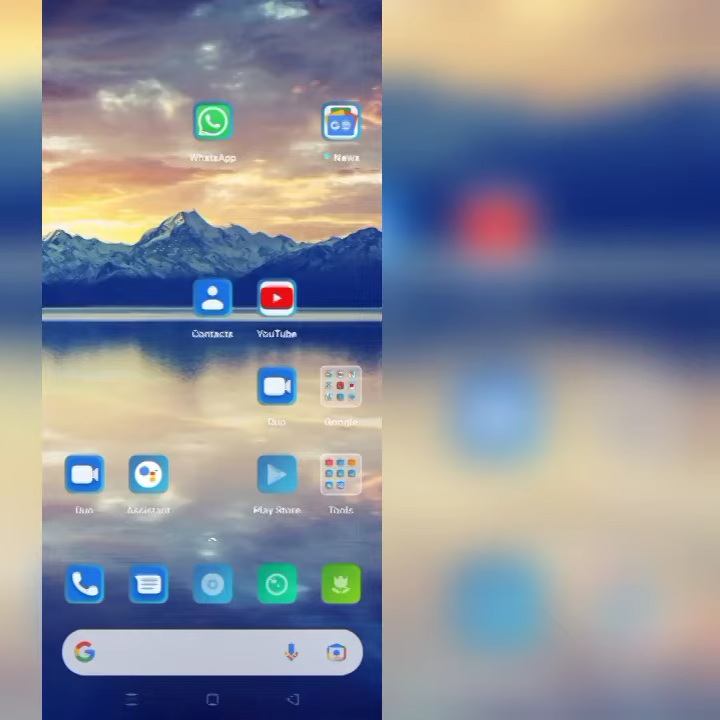 WhatsApp
News
Contacts
YouTube
Duo
Google
Duo
Assistant
Play Store
Tools